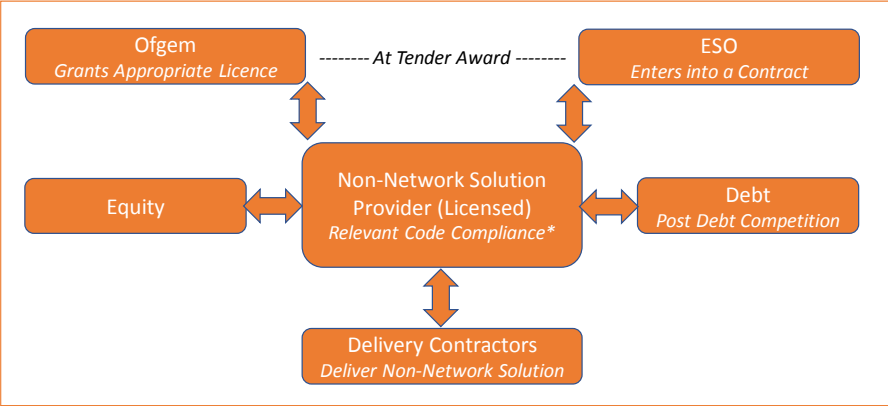 Ofgem
Grants Appropriate Licence
-------- At Tender Award --------
ESO
Enters into a Contract
Equity
Non-Network Solution
Provider (Licensed)
Relevant Code Compliance*
Debt
Post Debt Competition
Delivery Contractors
Deliver Non-Network Solution